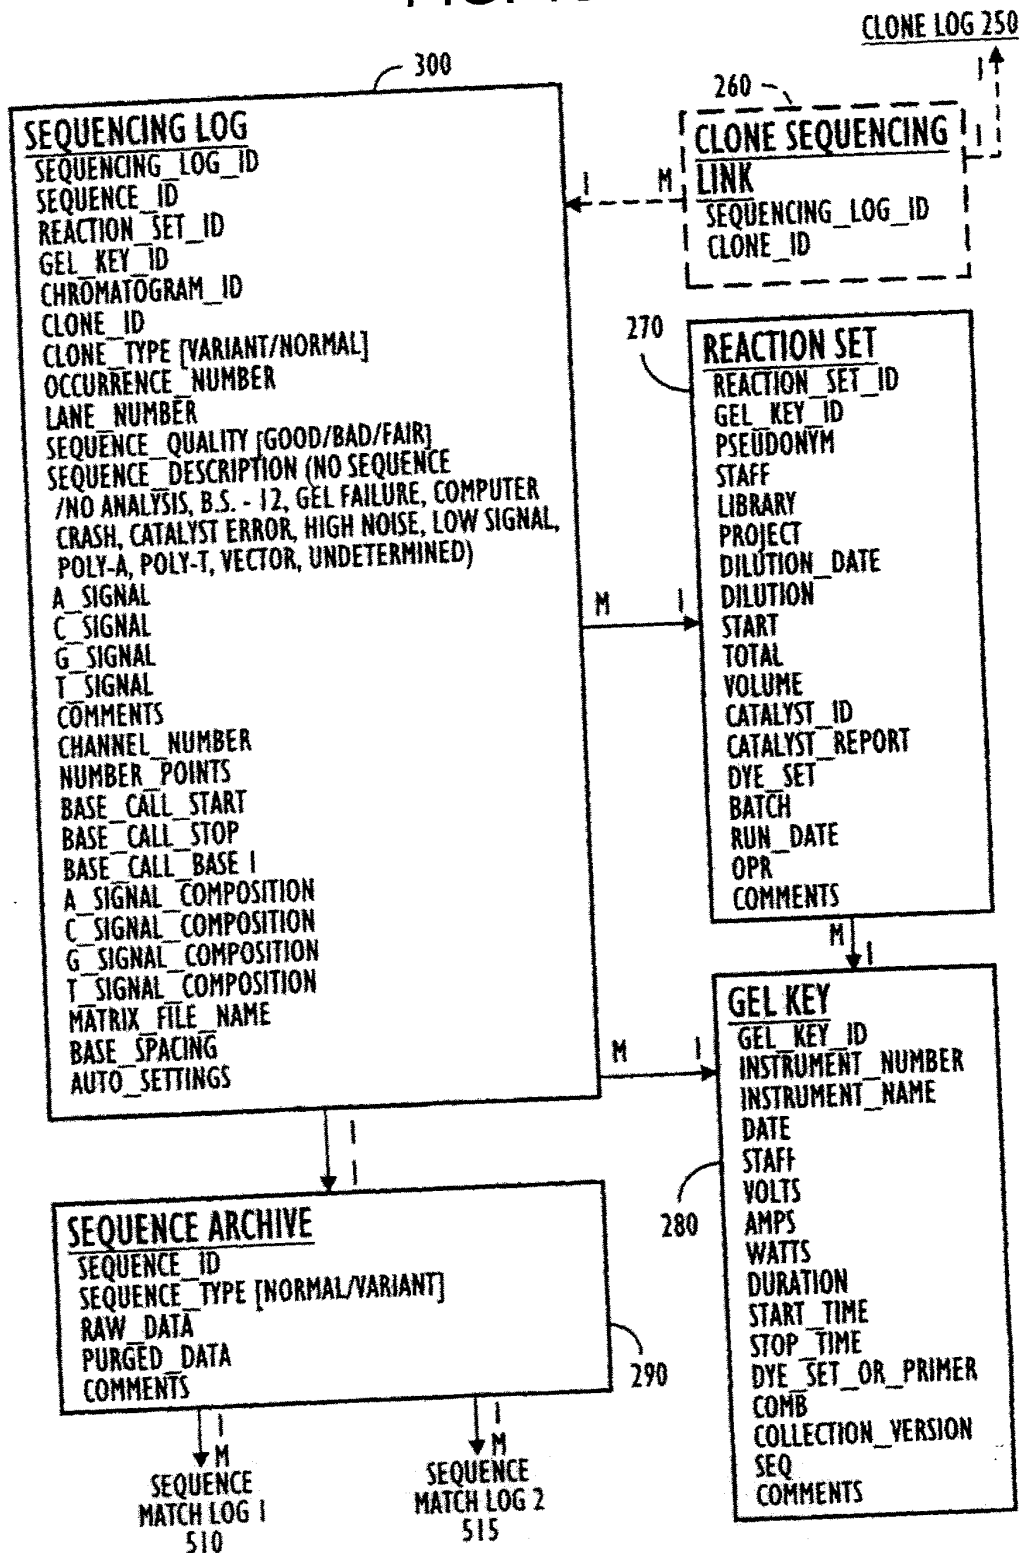 CLONE LOG 250
300
SEQUENCING LOG
SEQUENCING_LOG_ID
SEQUENCE_ID
REACTION_SET_ID
GEL_KEY_ID
CHROMATOGRAM_ID
CLONE_ID
CLONE_TYPE [VARIANT/NORMAL]
OCCURRENCE_NUMBER
LANE_NUMBER
SEQUENCE_QUALITY [GOOD/BAD/FAIR]
SEQUENCE_DESCRIPTION (NO SEQUENCE
/NO ANALYSIS, B.S. - 12, GEL FAILURE, COMPUTER
CRASH, CATALYST ERROR, HIGH NOISE, LOW SIGNAL,
POLY-A, POLY-T, VECTOR, UNDETERMINED)
A_SIGNAL
C_SIGNAL
G_SIGNAL
T_SIGNAL
COMMENTS
CHANNEL_NUMBER
NUMBER_POINTS
BASE_CALL_START
BASE_CALL_STOP
BASE_CALL_BASE 1
A_SIGNAL_COMPOSITION
C_SIGNAL_COMPOSITION
G_SIGNAL_COMPOSITION
T_SIGNAL_COMPOSITION
MATRIX_FILE_NAME
BASE_SPACING
AUTO_SETTINGS
1 M
260
CLONE SEQUENCING
LINK
SEQUENCING_LOG_ID
CLONE_ID
1
1
270
REACTION SET
REACTION_SET_ID
GEL_KEY_ID
PSEUDONYM
STAFF
LIBRARY
PROJECT
DILUTION_DATE
DILUTION
START
TOTAL
VOLUME
CATALYST_ID
CATALYST_REPORT
DYE_SET
BATCH
RUN_DATE
OPR
COMMENTS
M 1
M
1
M 1
GEL KEY
GEL_KEY_ID
INSTRUMENT_NUMBER
INSTRUMENT_NAME
DATE
STAFF
VOLTS
AMPS
WATTS
DURATION
START_TIME
STOP_TIME
DYE_SET_OR_PRIMER
COMB
COLLECTION_VERSION
SEQ
COMMENTS
280
1
1
SEQUENCE ARCHIVE
SEQUENCE_ID
SEQUENCE_TYPE [NORMAL/VARIANT]
RAW_DATA
PURGED_DATA
COMMENTS
290
1
M
SEQUENCE
MATCH LOG 1
510
1
M
SEQUENCE
MATCH LOG 2
515